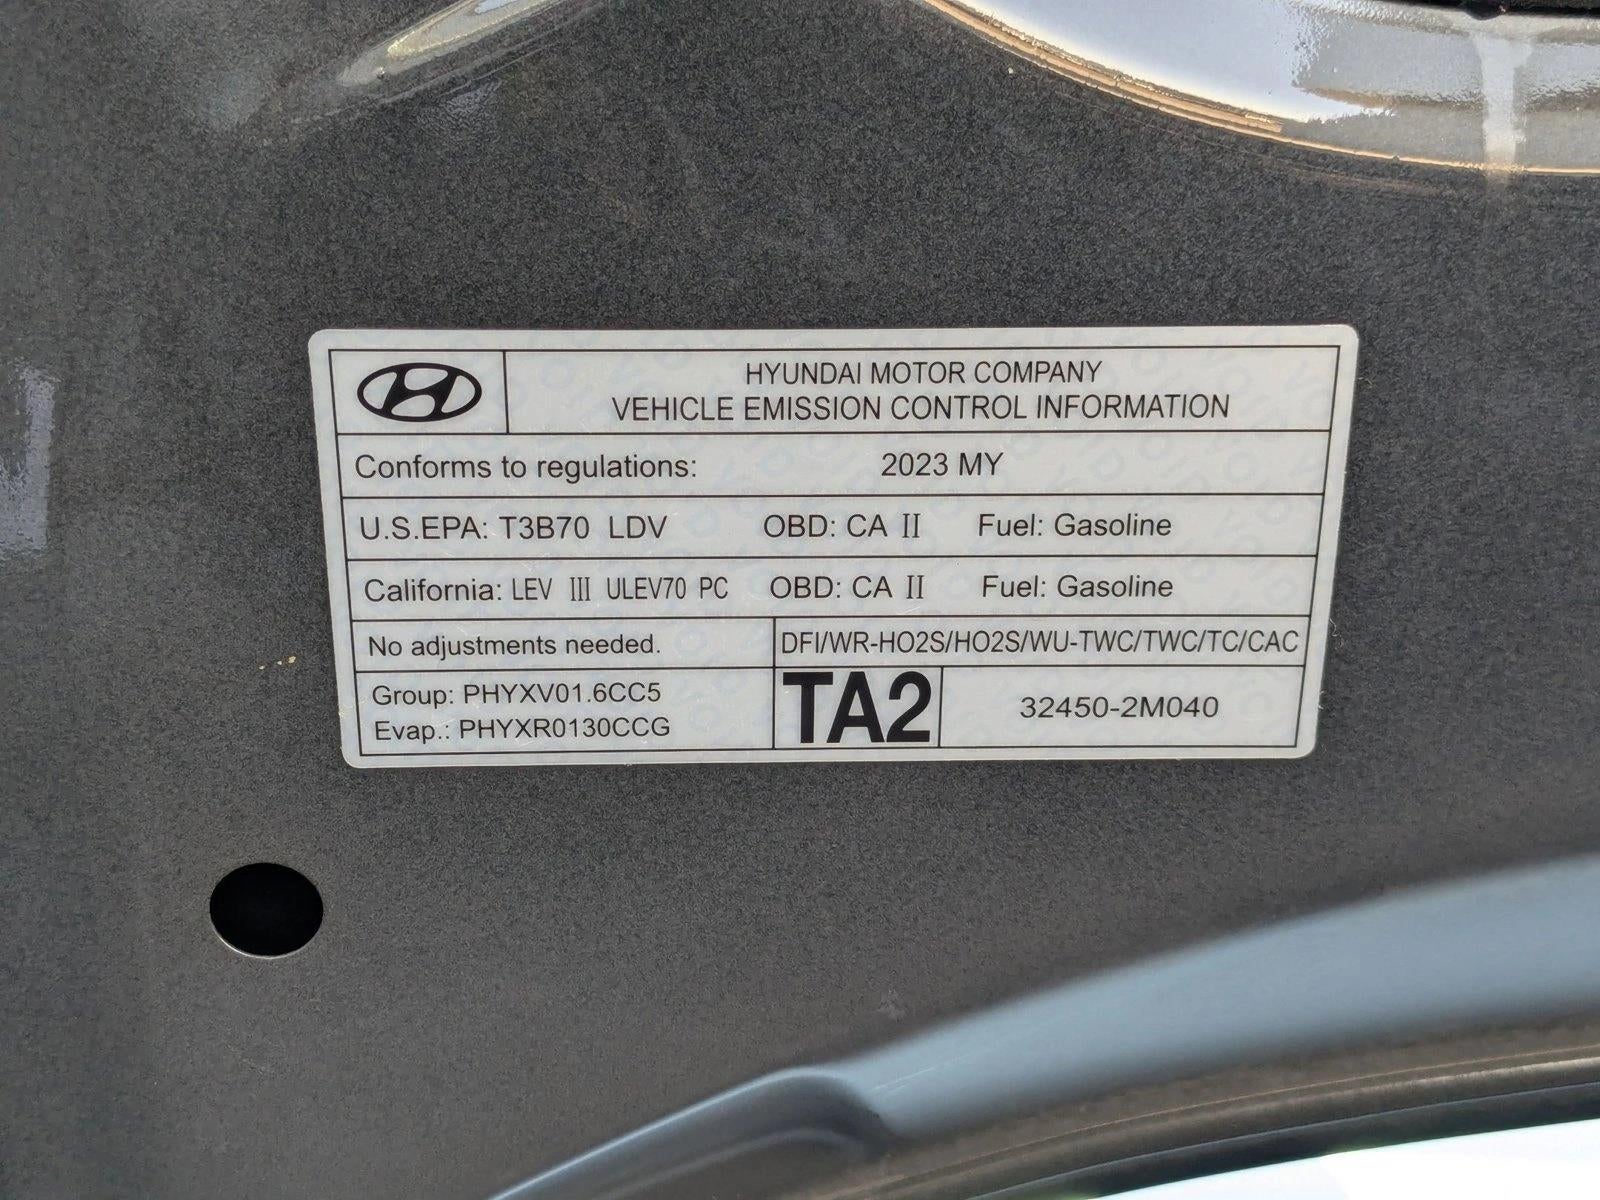 HYUNDAI MOTOR COMPANY
VEHICLE EMISSION CONTROL INFORMATION
Conforms to regulations: 2023 MY
U.S.EPA: T3B70 LDV OBD: CA II Fuel: Gasoline
California: LEV III ULEV70 PC OBD: CA II Fuel: Gasoline
No adjustments needed. DFI/WR-HO2S/HO2S/WU-TWC/TWC/TC/CAC
Group: PHYXV01.6CC5
Evap.: PHYXR0130CCG
TA2 32450-2M040